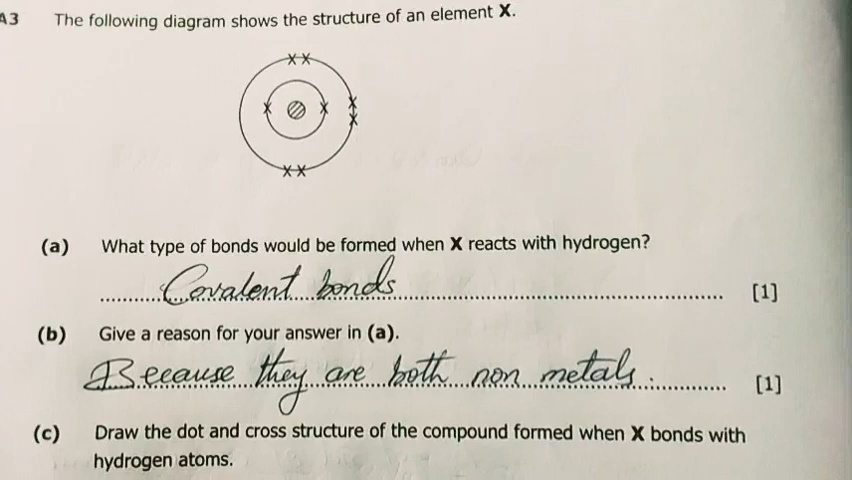 A3 The following diagram shows the structure of an element X.
(a) What type of bonds would be formed when X reacts with hydrogen?
Covalent bonds [1]
(b) Give a reason for your answer in (a).
Because they are both non metals. [1]
(c) Draw the dot and cross structure of the compound formed when X bonds with
hydrogen atoms.